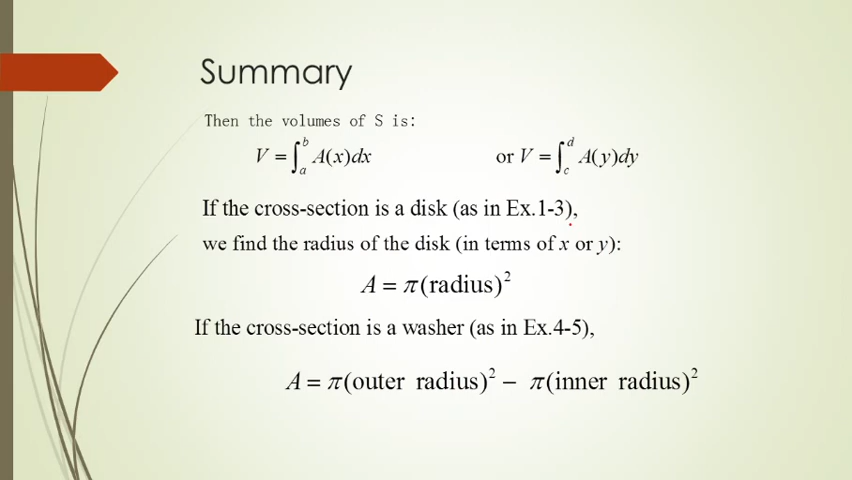 Summary
Then the volumes of S is:
V = ∫_a^b A(x)dx or V = ∫_c^d A(y)dy
If the cross-section is a disk (as in Ex.1-3),
we find the radius of the disk (in terms of x or y):
A = π(radius)²
If the cross-section is a washer (as in Ex.4-5),
A = π(outer radius)² − π(inner radius)²